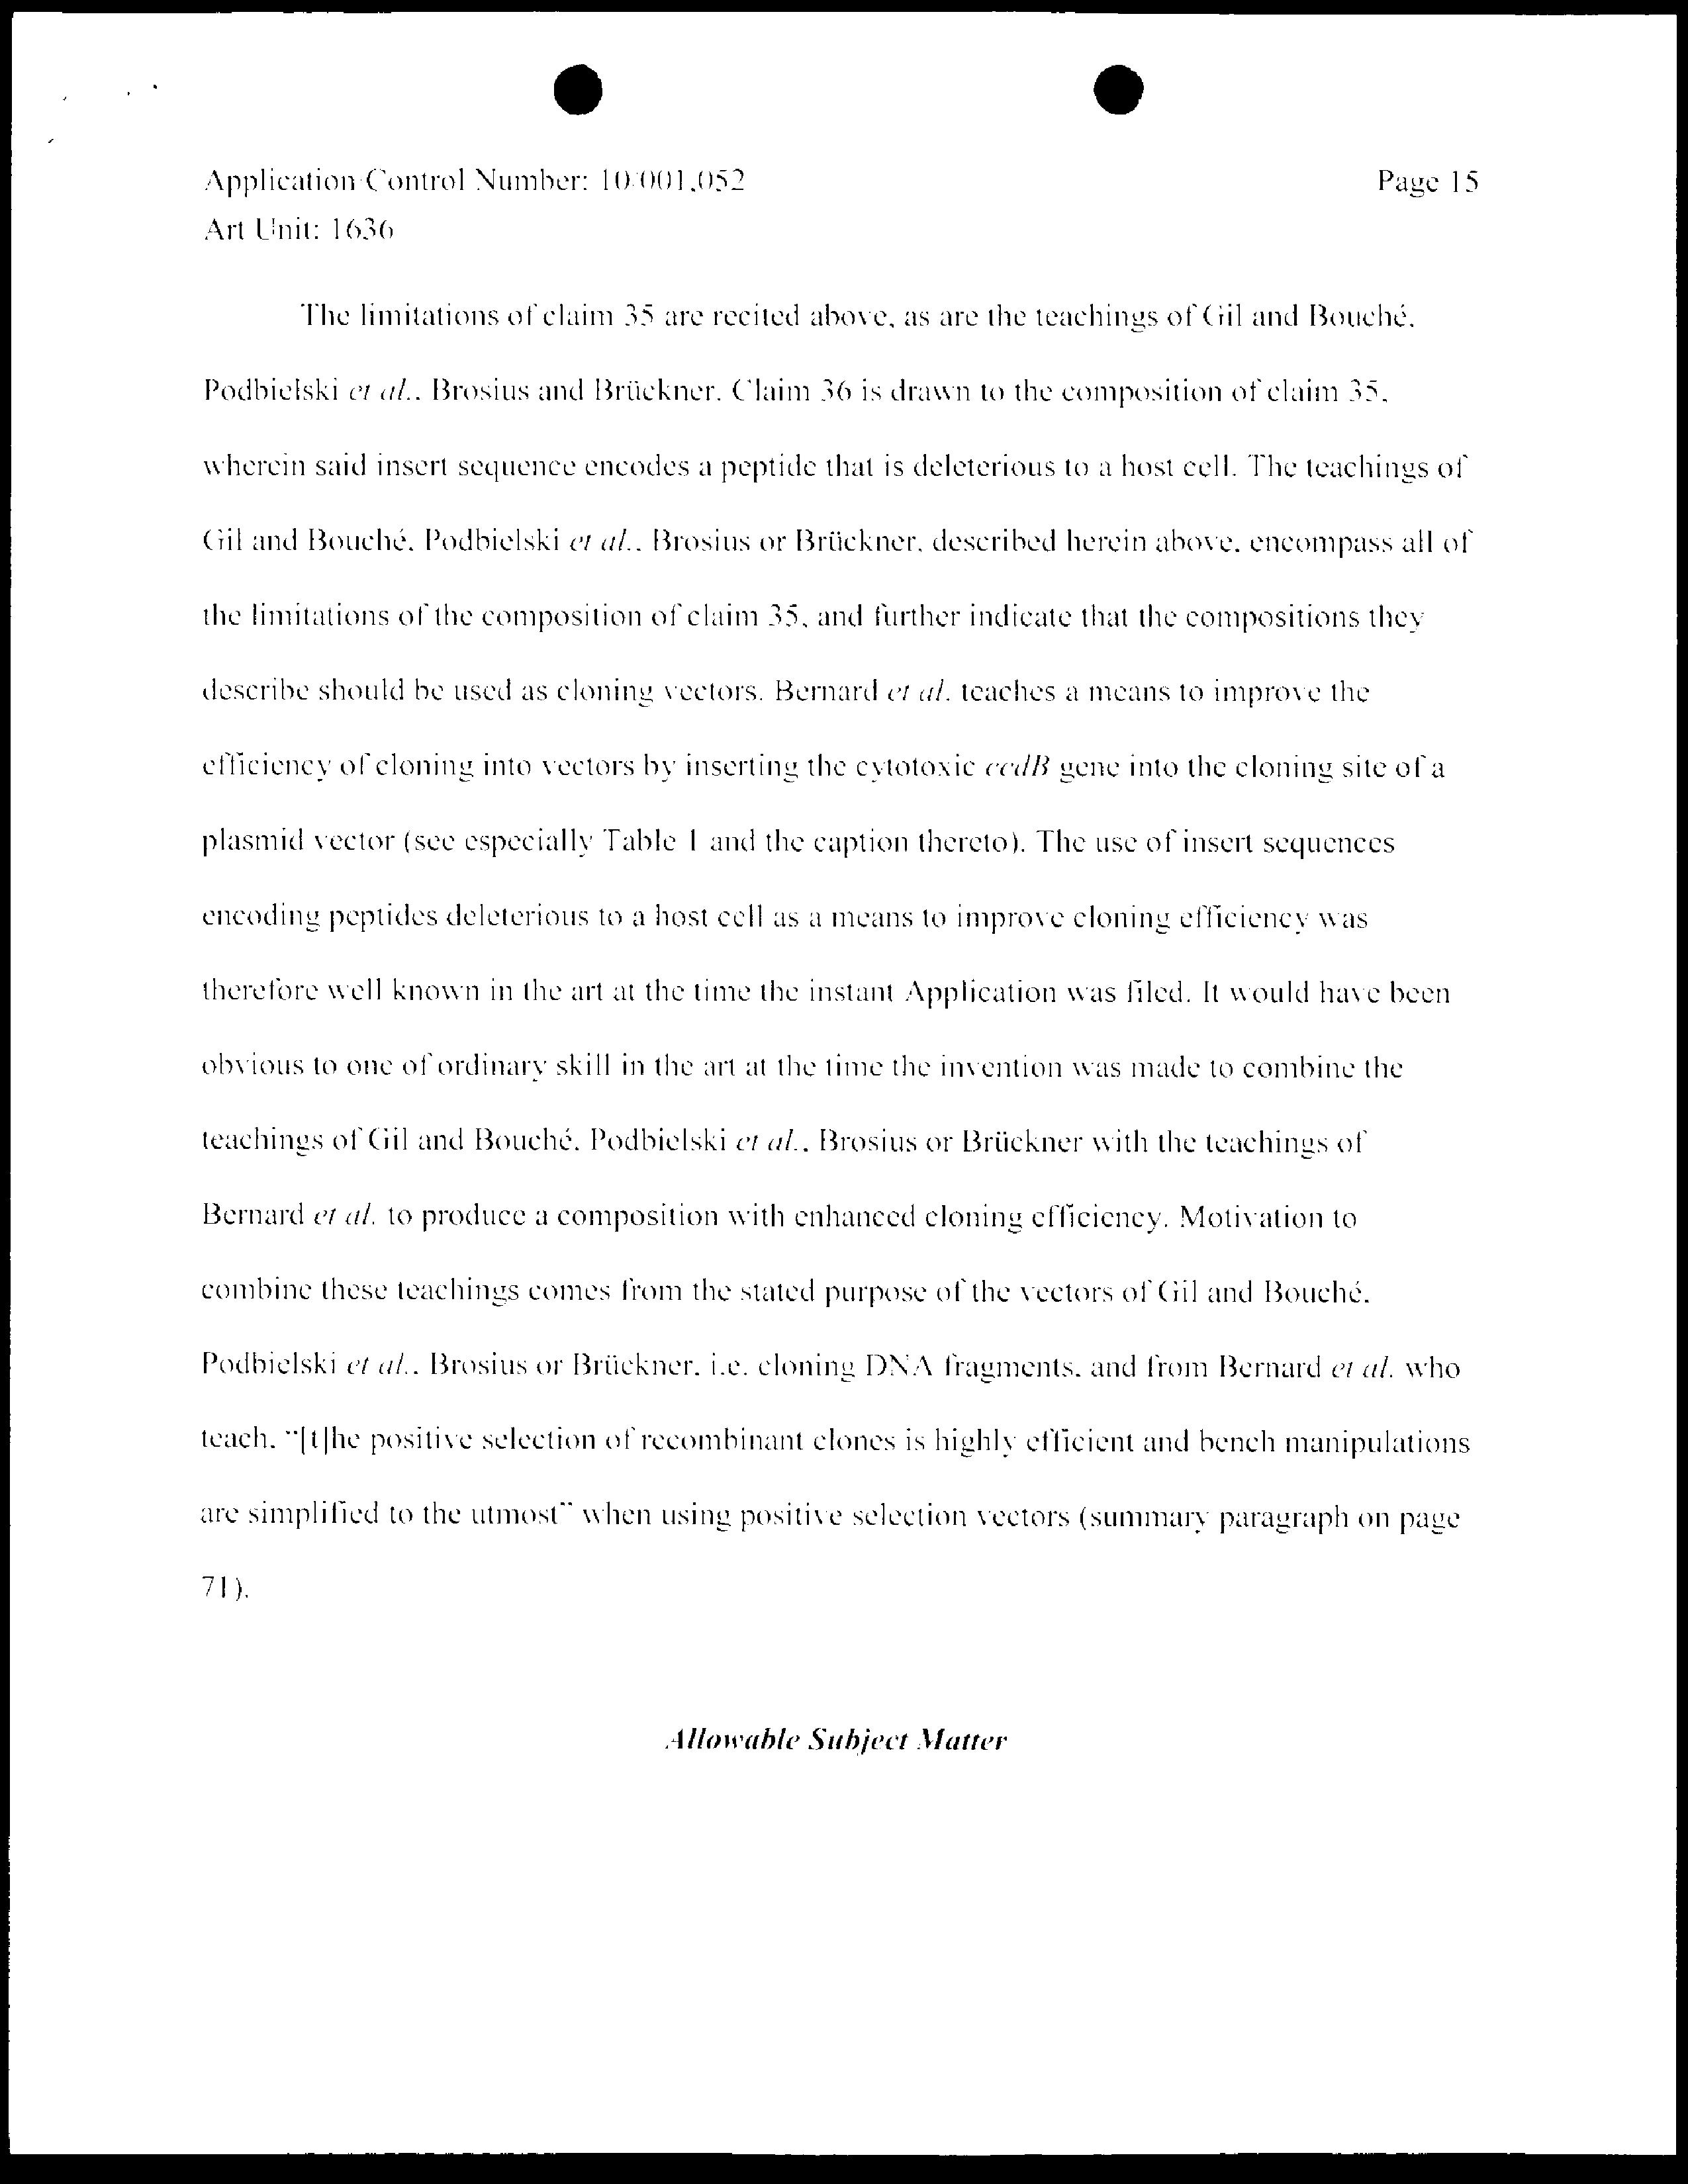 Application/Control Number: 10/001,052 Page 15
Art Unit: 1636
The limitations of claim 35 are recited above, as are the teachings of Gil and Bouché,
Podbielski et al., Brosius and Brückner. Claim 36 is drawn to the composition of claim 35,
wherein said insert sequence encodes a peptide that is deleterious to a host cell. The teachings of
Gil and Bouché, Podbielski et al., Brosius or Brückner, described herein above, encompass all of
the limitations of the composition of claim 35, and further indicate that the compositions they
describe should be used as cloning vectors. Bernard et al. teaches a means to improve the
efficiency of cloning into vectors by inserting the cytotoxic ccdB gene into the cloning site of a
plasmid vector (see especially Table 1 and the caption thereto). The use of insert sequences
encoding peptides deleterious to a host cell as a means to improve cloning efficiency was
therefore well known in the art at the time the instant Application was filed. It would have been
obvious to one of ordinary skill in the art at the time the invention was made to combine the
teachings of Gil and Bouché, Podbielski et al., Brosius or Brückner with the teachings of
Bernard et al. to produce a composition with enhanced cloning efficiency. Motivation to
combine these teachings comes from the stated purpose of the vectors of Gil and Bouché,
Podbielski et al., Brosius or Brückner, i.e. cloning DNA fragments, and from Bernard et al. who
teach, "[t]he positive selection of recombinant clones is highly efficient and bench manipulations
are simplified to the utmost" when using positive selection vectors (summary paragraph on page
71).
Allowable Subject Matter